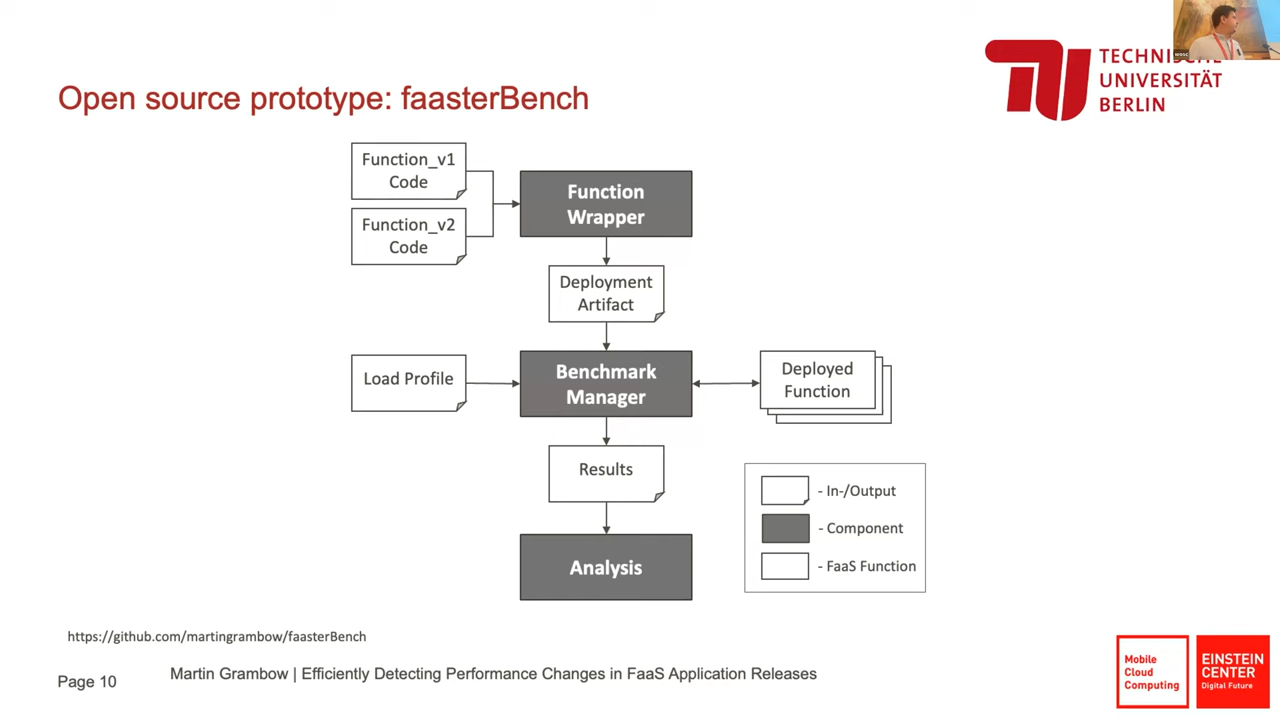 TECHNISCHE
UNIVERSITÄT
BERLIN
Open source prototype: faasterBench
Function_v1
Code
Function_v2
Code
Function
Wrapper
Deployment
Artifact
Load Profile
Benchmark
Manager
Deployed
Function
Results
Analysis
- In-/Output
- Component
- FaaS Function
https://github.com/martingrambow/faasterBench
Page 10
Martin Grambow | Efficiently Detecting Performance Changes in FaaS Application Releases
Mobile
Cloud
Computing
EINSTEIN
CENTER
Digital Future